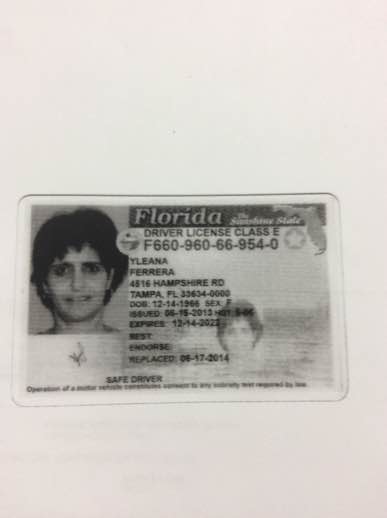 Florida The Sunshine State
DRIVER LICENSE CLASS E
F660-960-66-954-0
YLEANA
FERRERA
4516 HAMPSHIRE RD
TAMPA, FL 33634-0000
DOB: 12-14-1966 SEX: F
ISSUED: 06-15-2013 HGT: 5-06
EXPIRES: 12-14-2022
REST:
ENDORSE:
REPLACED: 06-17-2014
SAFE DRIVER
Operation of a motor vehicle constitutes consent to any sobriety test required by law.